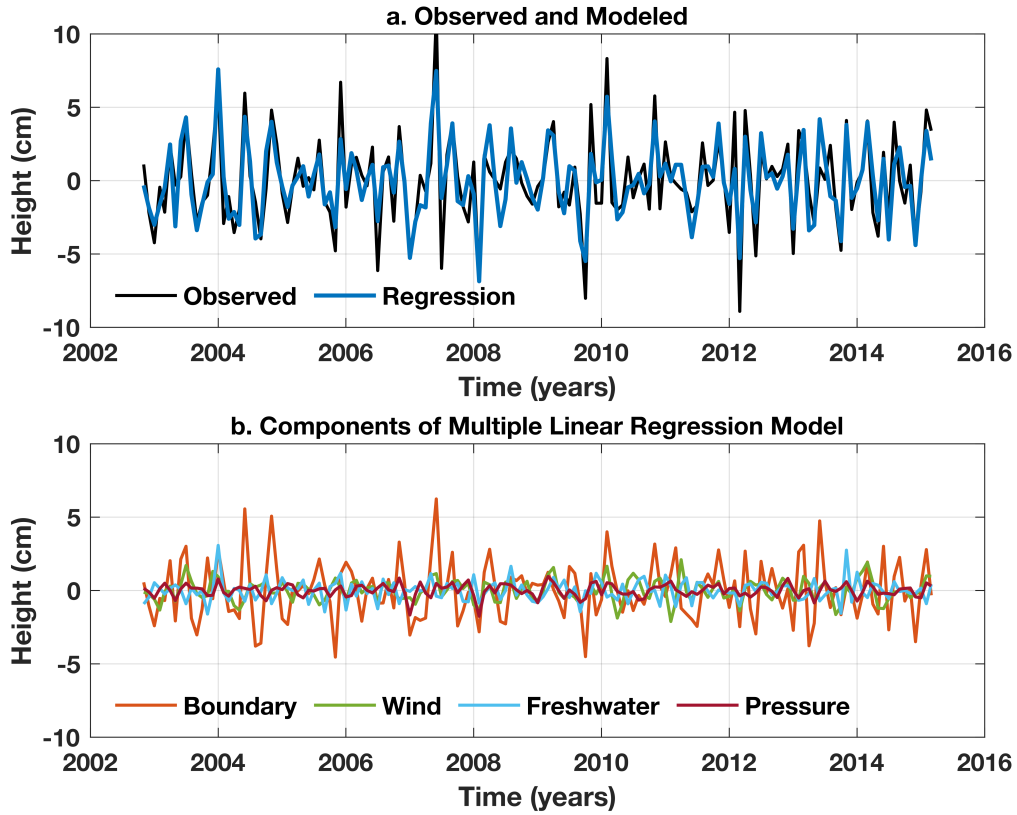 a. Observed and Modeled
10
5
0
-5
-10
Height (cm)
Observed Regression
2002 2004 2006 2008 2010 2012 2014 2016
Time (years)
b. Components of Multiple Linear Regression Model
10
5
0
-5
-10
Height (cm)
Boundary Wind Freshwater Pressure
2002 2004 2006 2008 2010 2012 2014 2016
Time (years)